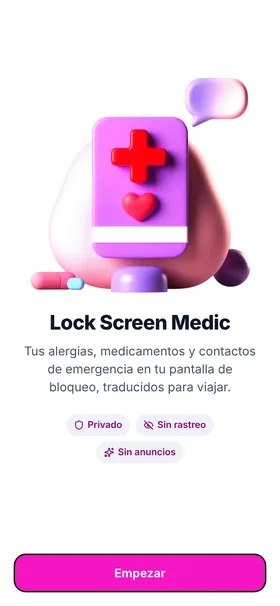 Lock Screen Medic
Tus alergias, medicamentos y contactos
de emergencia en tu pantalla de
bloqueo, traducidos para viajar.
Privado
Sin rastreo
Sin anuncios
Empezar